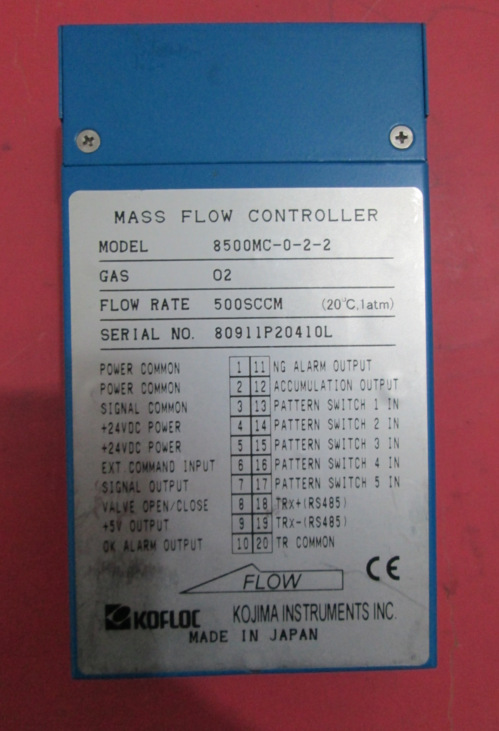 MASS FLOW CONTROLLER
MODEL 8500MC-0-2-2
GAS O2
FLOW RATE 500SCCM (20℃,1atm)
SERIAL NO. 80911P20410L
POWER COMMON 1 11 NG ALARM OUTPUT
POWER COMMON 2 12 ACCUMULATION OUTPUT
SIGNAL COMMON 3 13 PATTERN SWITCH 1 IN
+24VDC POWER 4 14 PATTERN SWITCH 2 IN
+24VDC POWER 5 15 PATTERN SWITCH 3 IN
EXT COMMAND INPUT 6 16 PATTERN SWITCH 4 IN
SIGNAL OUTPUT 7 17 PATTERN SWITCH 5 IN
VALVE OPEN/CLOSE 8 18 TRx+(RS485)
+5V OUTPUT 9 19 TRx-(RS485)
OK ALARM OUTPUT 10 20 TR COMMON
FLOW CE
KOFLOC KOJIMA INSTRUMENTS INC.
MADE IN JAPAN